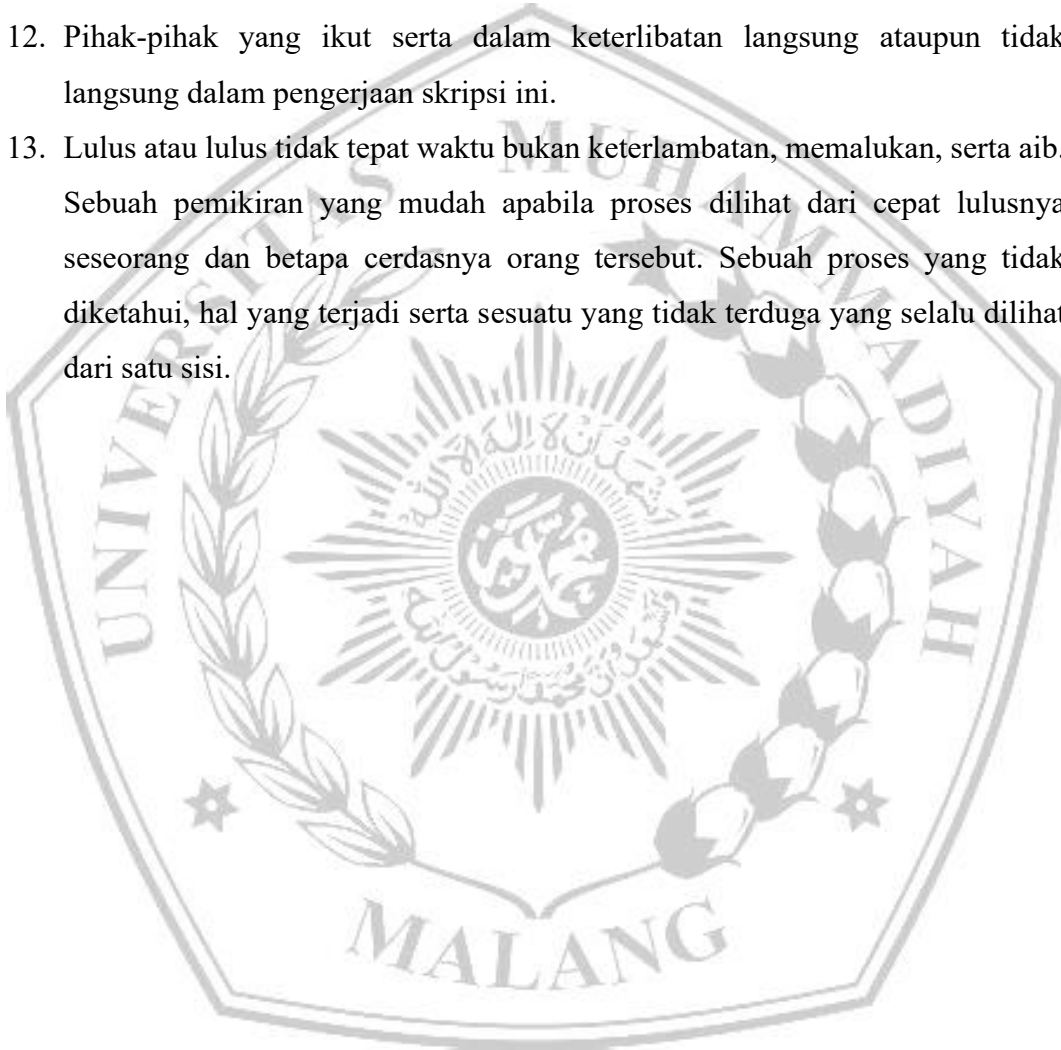 12. Pihak-pihak yang ikut serta dalam keterlibatan langsung ataupun tidak
langsung dalam pengerjaan skripsi ini.
13. Lulus atau lulus tidak tepat waktu bukan keterlambatan, memalukan, serta aib.
Sebuah pemikiran yang mudah apabila proses dilihat dari cepat lulusnya
seseorang dan betapa cerdasnya orang tersebut. Sebuah proses yang tidak
diketahui, hal yang terjadi serta sesuatu yang tidak terduga yang selalu dilihat
dari satu sisi.
UNIVERSITAS MUHAMMADIYAH
MALANG